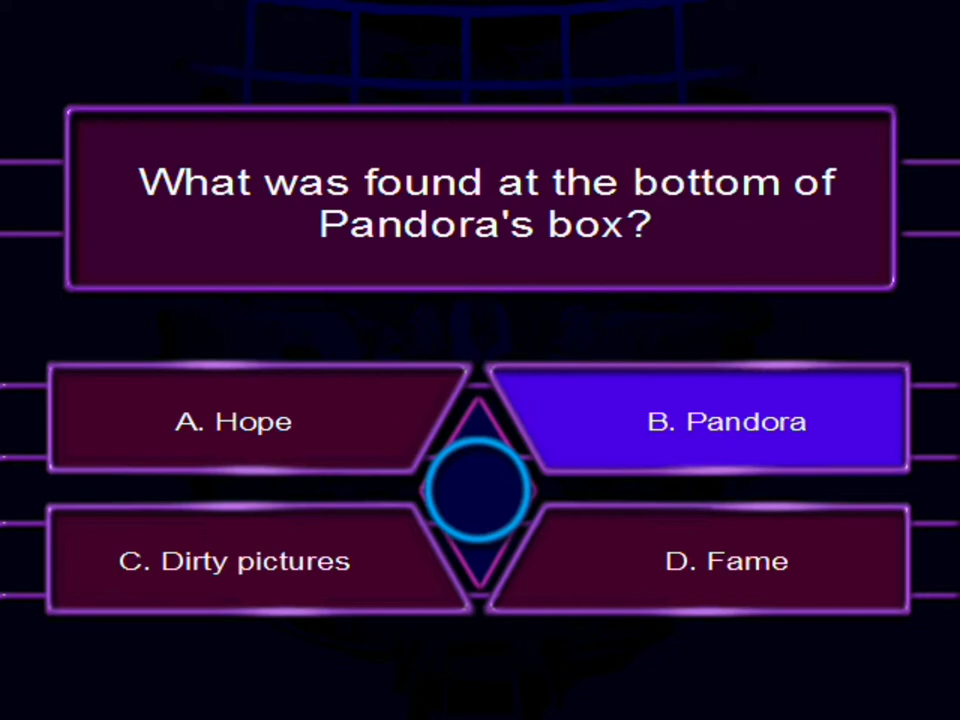 What was found at the bottom of
Pandora's box?
A. Hope
B. Pandora
C. Dirty pictures
D. Fame